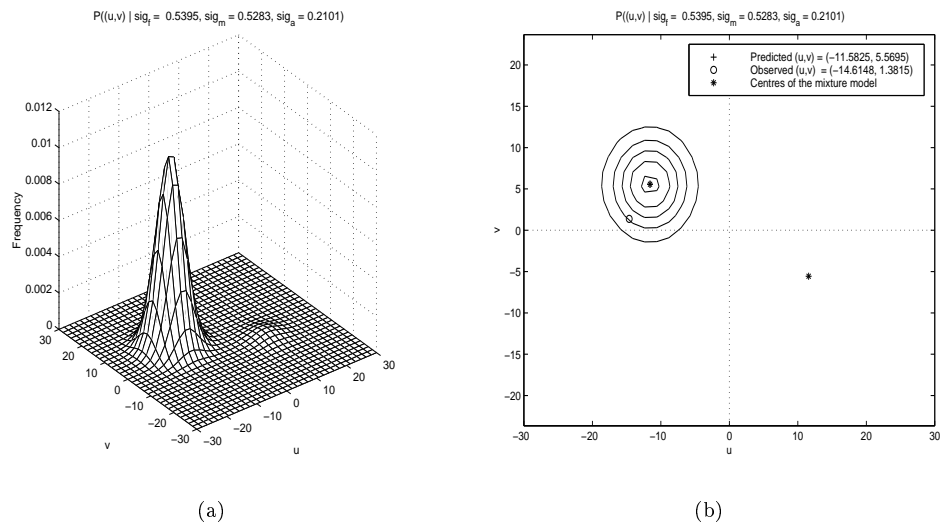 P((u,v) | sig_f = 0.5395, sig_m = 0.5283, sig_a = 0.2101)
0.012
0.01
0.008
0.006
0.004
0.002
0
Frequency
30
20
10
0
−10
−20
−30
v
−30
−20
−10
0
10
20
30
u
(a)
P((u,v) | sig_f = 0.5395, sig_m = 0.5283, sig_a = 0.2101)
+ Predicted (u,v) = (−11.5825, 5.5695)
o Observed (u,v) = (−14.6148, 1.3815)
* Centres of the mixture model
20
15
10
5
0
−5
−10
−15
−20
v
−30 −20 −10 0 10 20 30
u
(b)